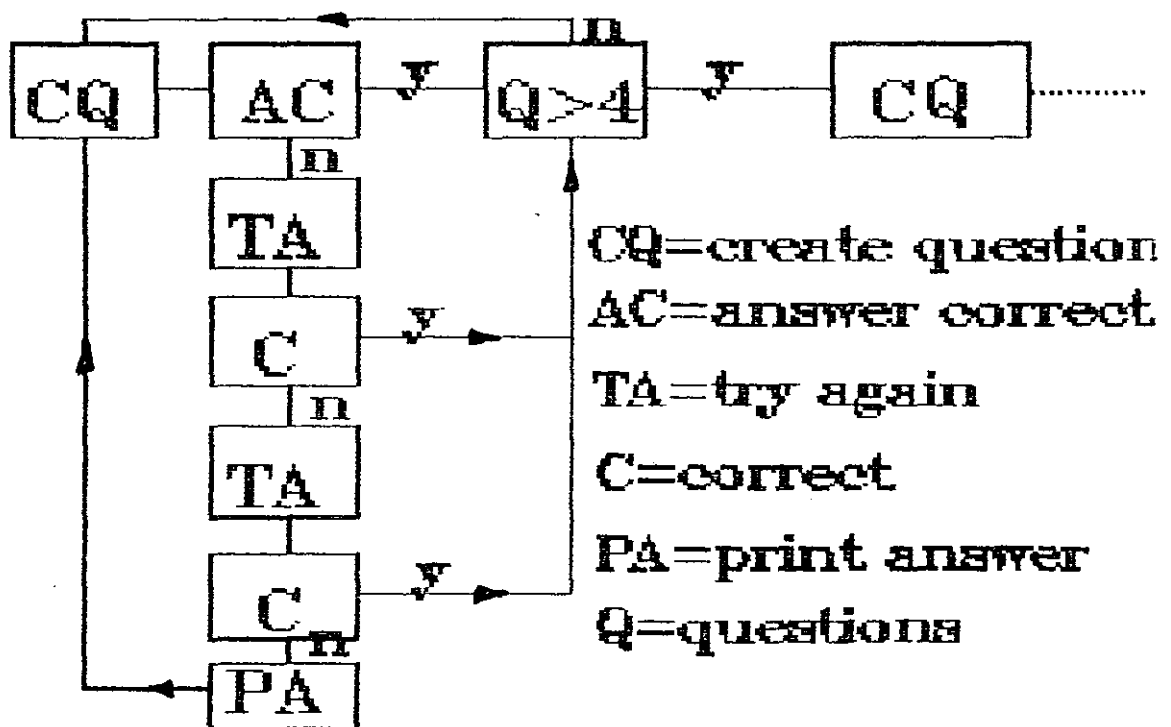 n
CQ AC y Q>4 y CQ
n
TA
CQ=create question
AC=answer correct
C y
TA=try again
n
TA
C=correct
C y
PA=print answer
n
Q=questions
PA